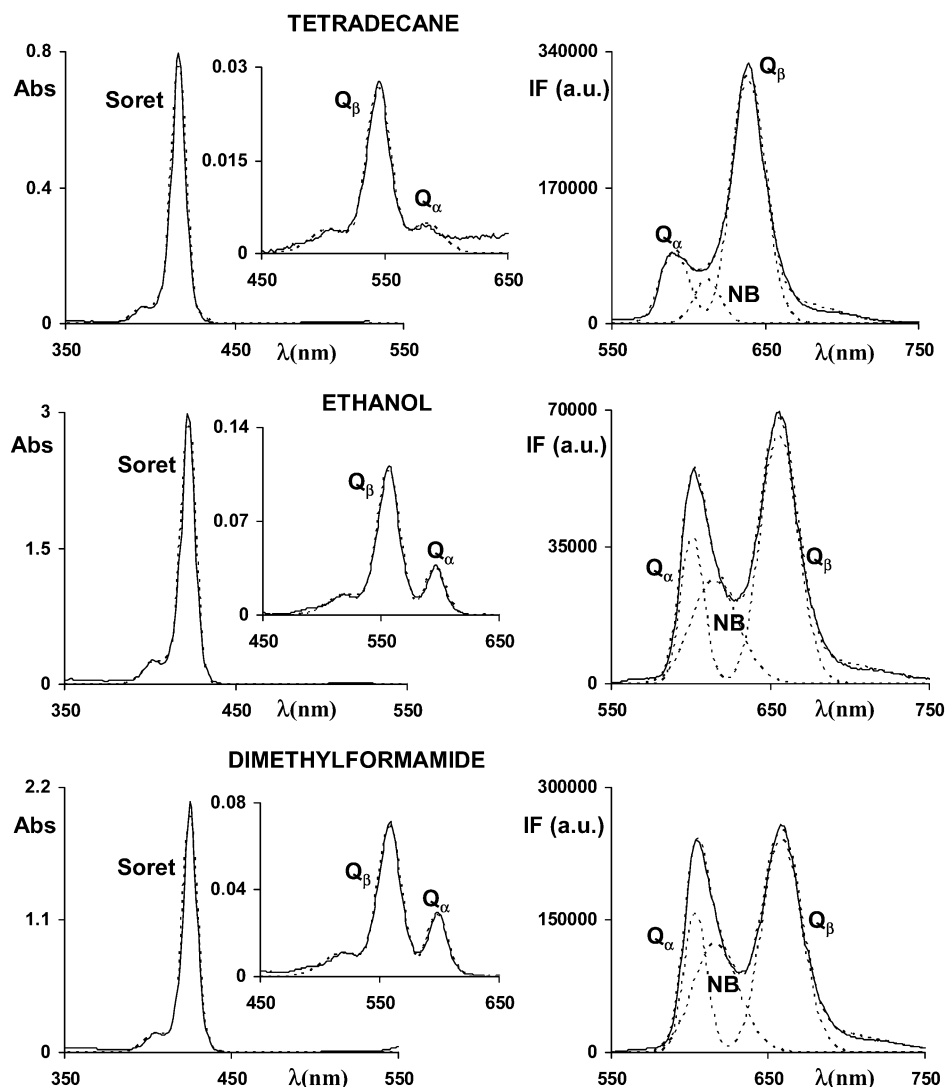 TETRADECANE
0.8
Abs
Soret
0.4
0
350
450
550
λ(nm)
0.03
Qβ
0.015
Qα
0
450
550
650
340000
IF (a.u.)
Qβ
170000
Qα
NB
0
550
650
λ(nm)
750
ETHANOL
3
Abs
Soret
1.5
0
350
450
λ(nm)
550
0.14
Qβ
0.07
Qα
0
450
550
650
70000
IF (a.u.)
35000
Qα
Qβ
NB
0
550
650
λ(nm)
750
DIMETHYLFORMAMIDE
2.2
Abs
Soret
1.1
0
350
450
λ(nm)
550
0.08
Qβ
0.04
Qα
0
450
550
650
300000
IF (a.u.)
150000
Qα
Qβ
NB
0
550
650
λ(nm)
750